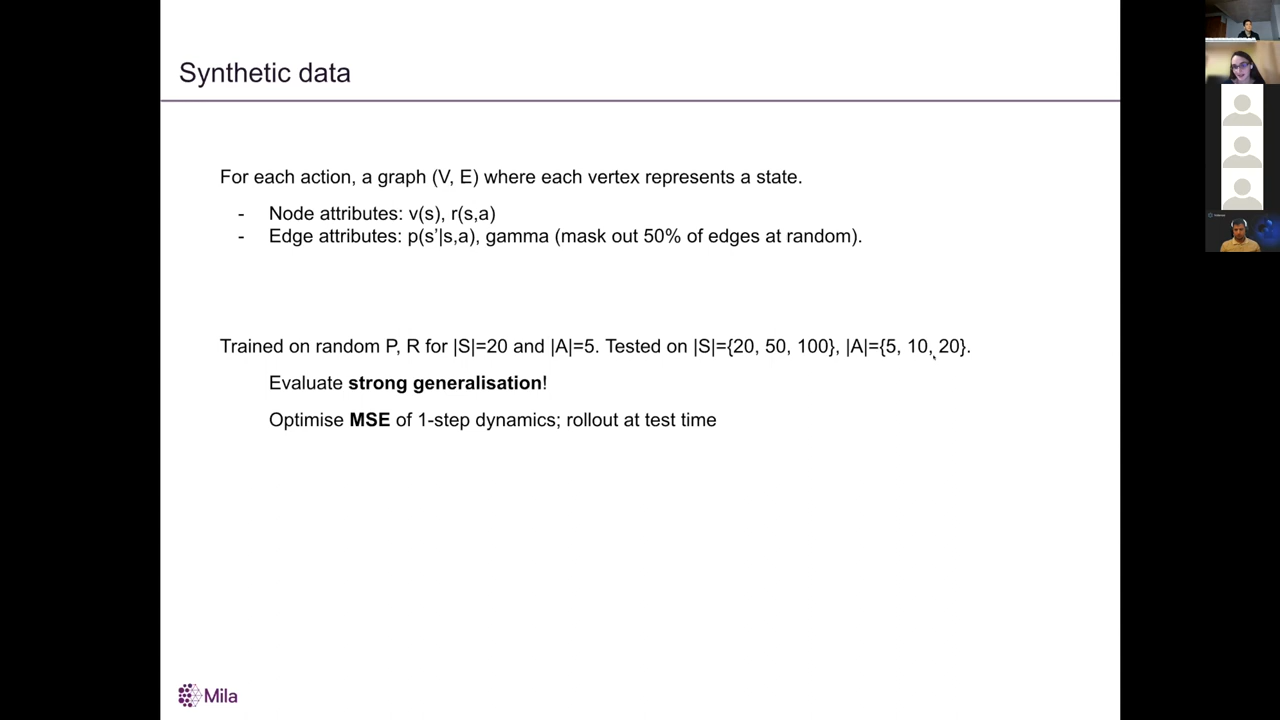 Synthetic data
For each action, a graph (V, E) where each vertex represents a state.
- Node attributes: v(s), r(s,a)
- Edge attributes: p(s'|s,a), gamma (mask out 50% of edges at random).
Trained on random P, R for |S|=20 and |A|=5. Tested on |S|={20, 50, 100}, |A|={5, 10, 20}.
Evaluate strong generalisation!
Optimise MSE of 1-step dynamics; rollout at test time
Mila